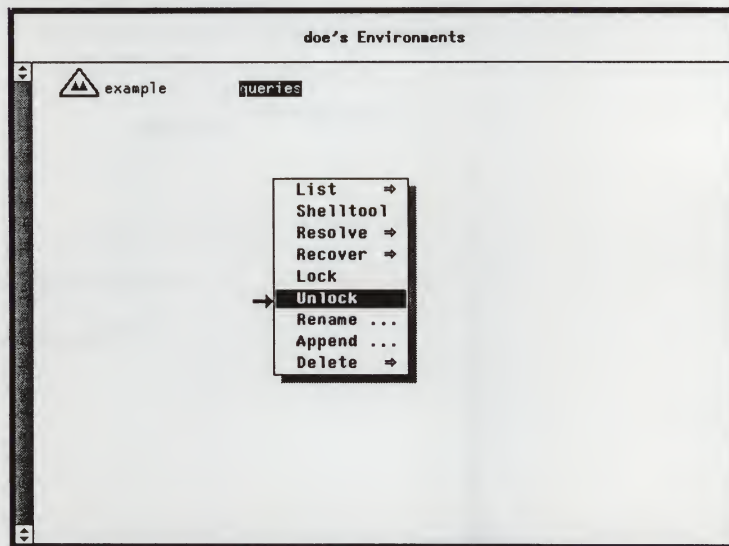 doe's Environments
example queries
List ⇒
Shelltool
Resolve ⇒
Recover ⇒
Lock
Unlock
Rename ...
Append ...
Delete ⇒